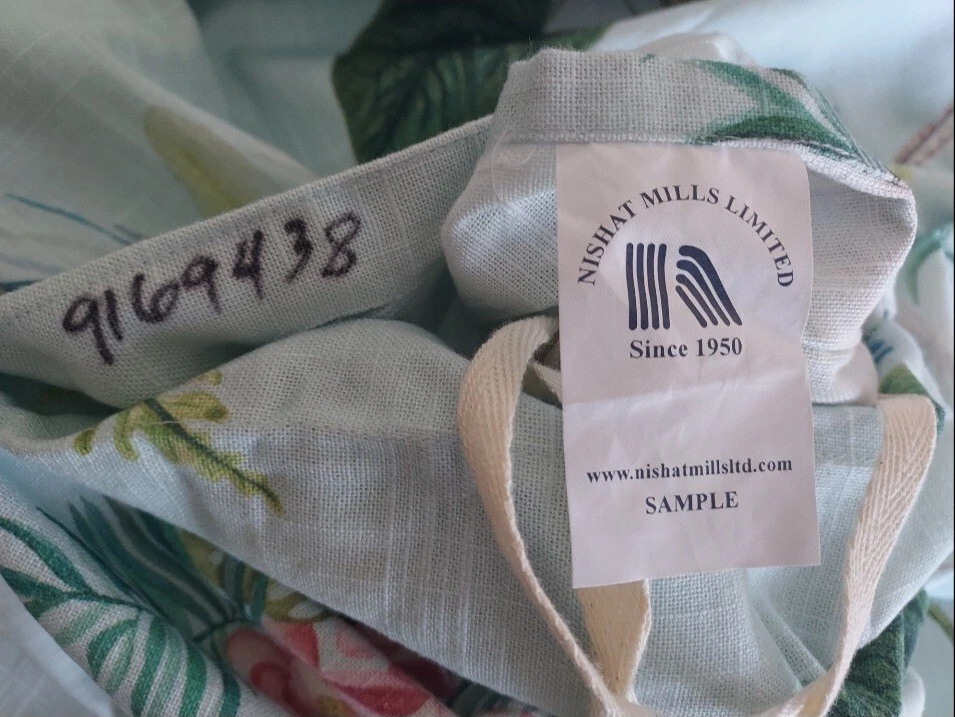 9169438
NISHAT MILLS LIMITED
Since 1950
www.nishatmillsltd.com
SAMPLE